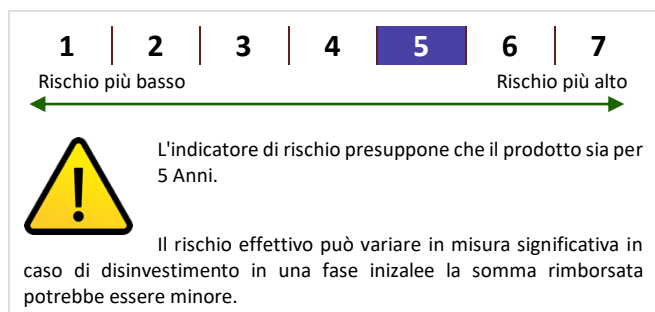 1 2 3 4 5 6 7
Rischio più basso Rischio più alto
L'indicatore di rischio presuppone che il prodotto sia per
5 Anni.
Il rischio effettivo può variare in misura significativa in
caso di disinvestimento in una fase inizalee la somma rimborsata
potrebbe essere minore.